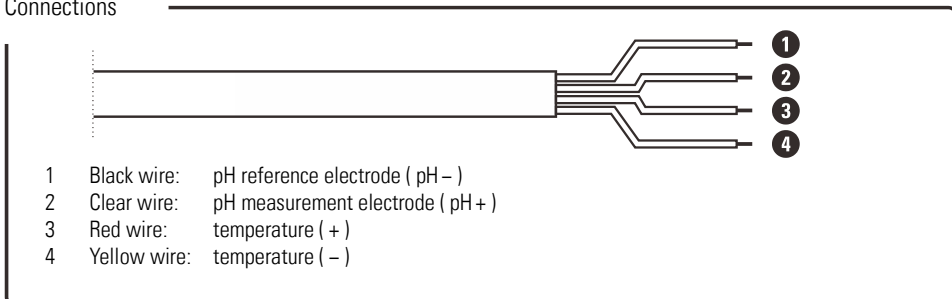 Connections
1
2
3
4
1 Black wire: pH reference electrode ( pH – )
2 Clear wire: pH measurement electrode ( pH + )
3 Red wire: temperature ( + )
4 Yellow wire: temperature ( – )